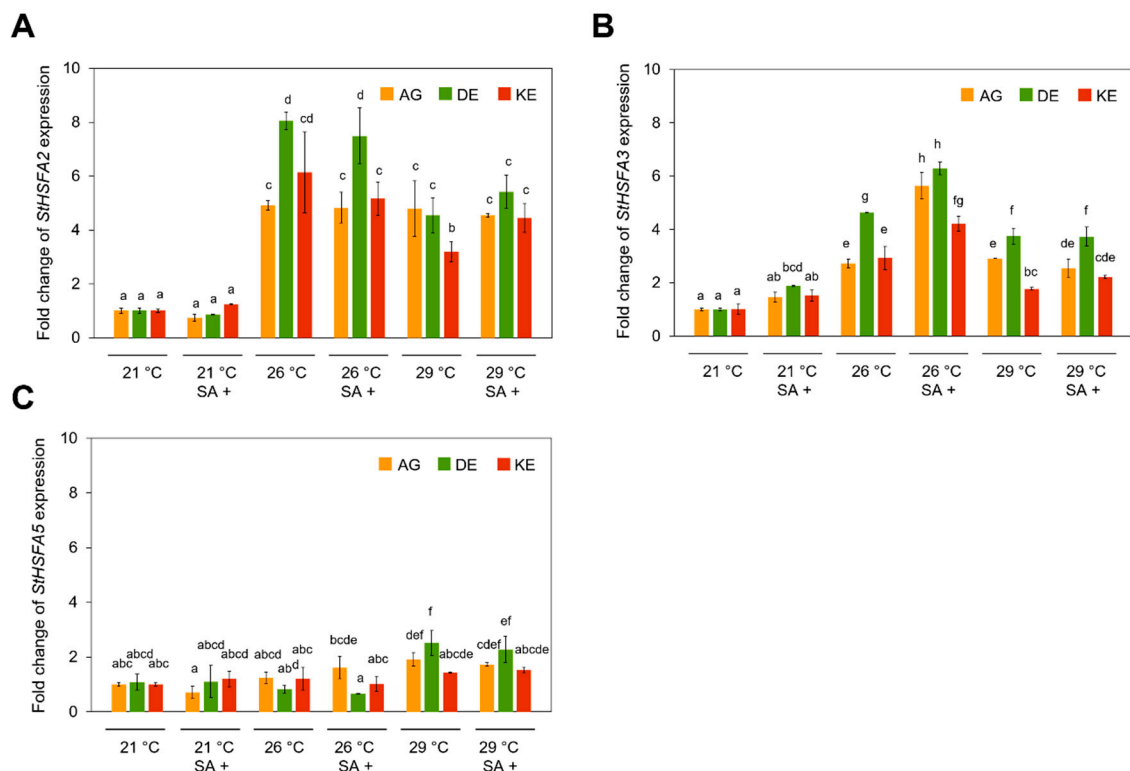 A
Fold change of StHSFA2 expression
10
8
6
4
2
0
AG DE KE
a a a
a a a
c d cd
c d c
c c b
c c c
21 °C
21 °C
SA +
26 °C
26 °C
SA +
29 °C
29 °C
SA +
B
Fold change of StHSFA3 expression
10
8
6
4
2
0
AG DE KE
a a a
ab bcd ab
e g e
h h fg
e f bc
de f cde
21 °C
21 °C
SA +
26 °C
26 °C
SA +
29 °C
29 °C
SA +
C
Fold change of StHSFA5 expression
10
8
6
4
2
0
AG DE KE
abc abcd abc
a abcd abcd
abcd abd abc
bcde a abc
def f abcde
cdef ef abcde
21 °C
21 °C
SA +
26 °C
26 °C
SA +
29 °C
29 °C
SA +